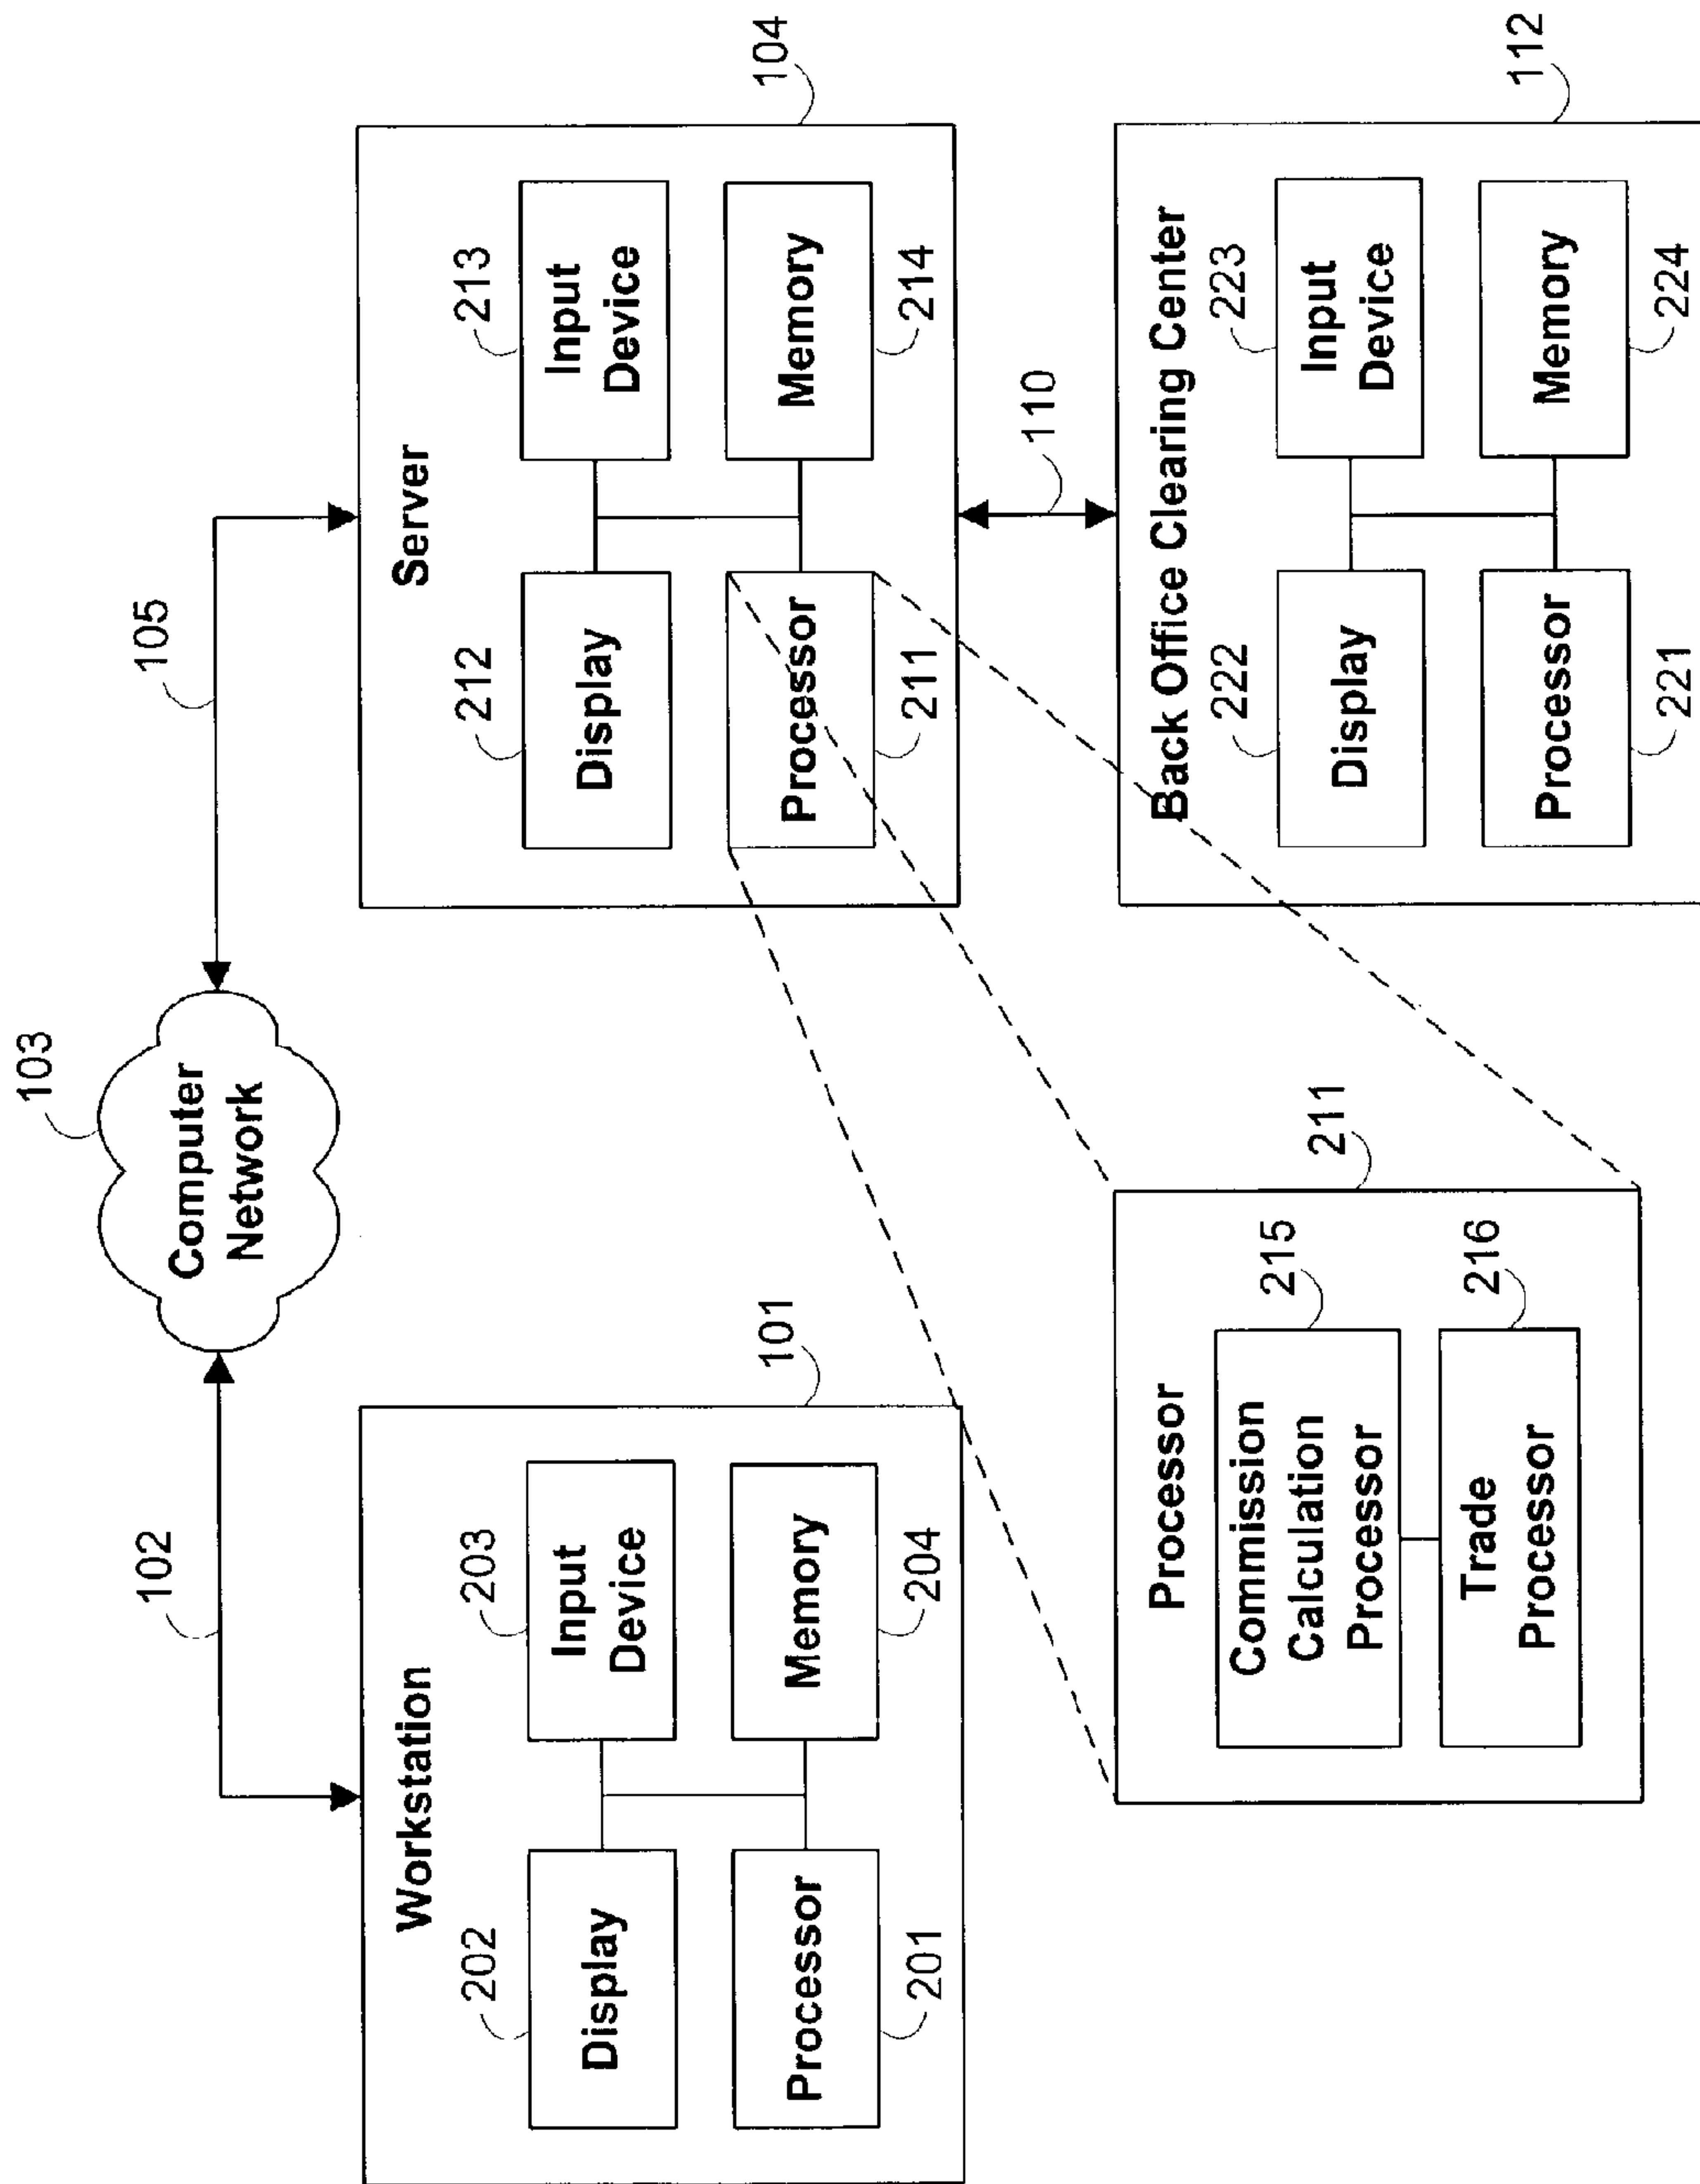 103
Computer
Network
102
105
Workstation
101
202
Display
203
Input
Device
Processor
201
Memory
204
Server
104
212
Display
213
Input
Device
Processor
211
Memory
214
110
Processor
211
Commission
Calculation
Processor
215
Trade
Processor
216
Back Office Clearing Center
112
222
Display
223
Input
Device
Processor
221
Memory
224